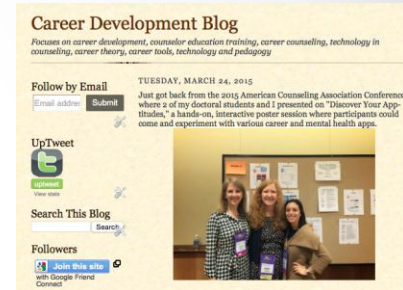 Career Development Blog
Focuses on career development, counselor education training, career counseling, technology in
counseling, career theory, career tools, technology and pedagogy
Follow by Email
Email addres
Submit
UpTweet
t
uptweet
View stats
Search This Blog
Search
Followers
Join this site
with Google Friend
Connect
TUESDAY, MARCH 24, 2015
Just got back from the 2015 American Counseling Association Conference
where 2 of my doctoral students and I presented on "Discover Your App-
titudes," a hands-on, interactive poster session where participants could
come and experiment with various career and mental health apps.